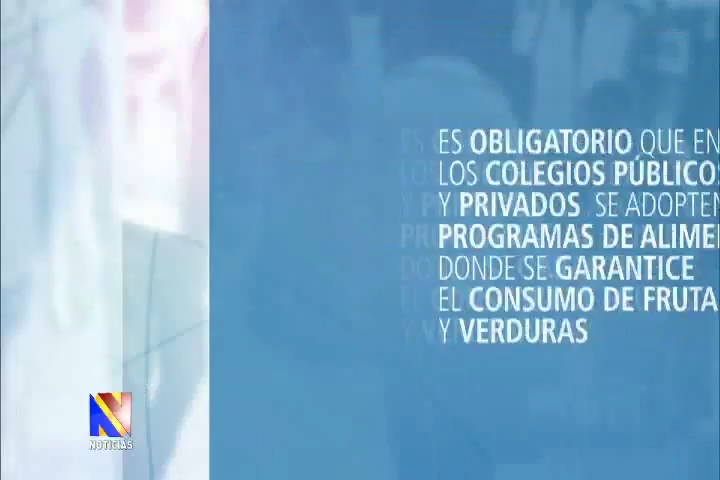 ES OBLIGATORIO QUE EN
LOS COLEGIOS PÚBLICOS
Y PRIVADOS SE ADOPTEN
PROGRAMAS DE ALIME
DONDE SE GARANTICE
EL CONSUMO DE FRUTA
Y VERDURAS
NOTICIAS